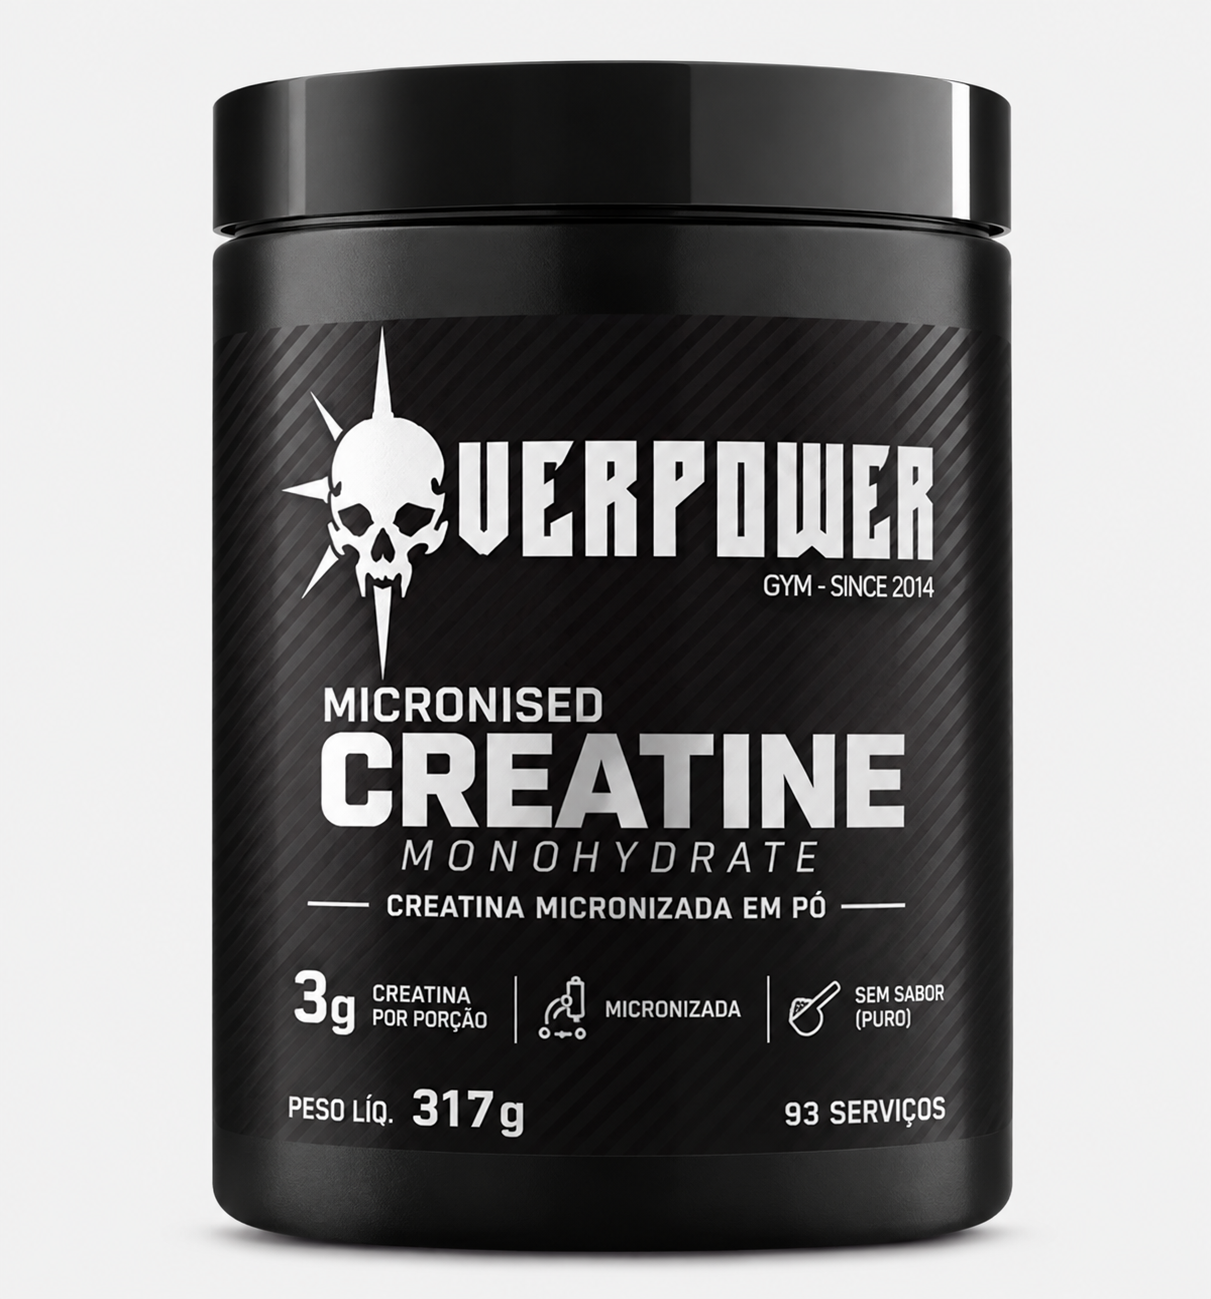 OVERPOWER
GYM - SINCE 2014
MICRONISED
CREATINE
MONOHYDRATE
CREATINA MICRONIZADA EM PÓ
3g CREATINA
POR PORÇÃO
MICRONIZADA
SEM SABOR
(PURO)
PESO LÍQ. 317g
93 SERVIÇOS